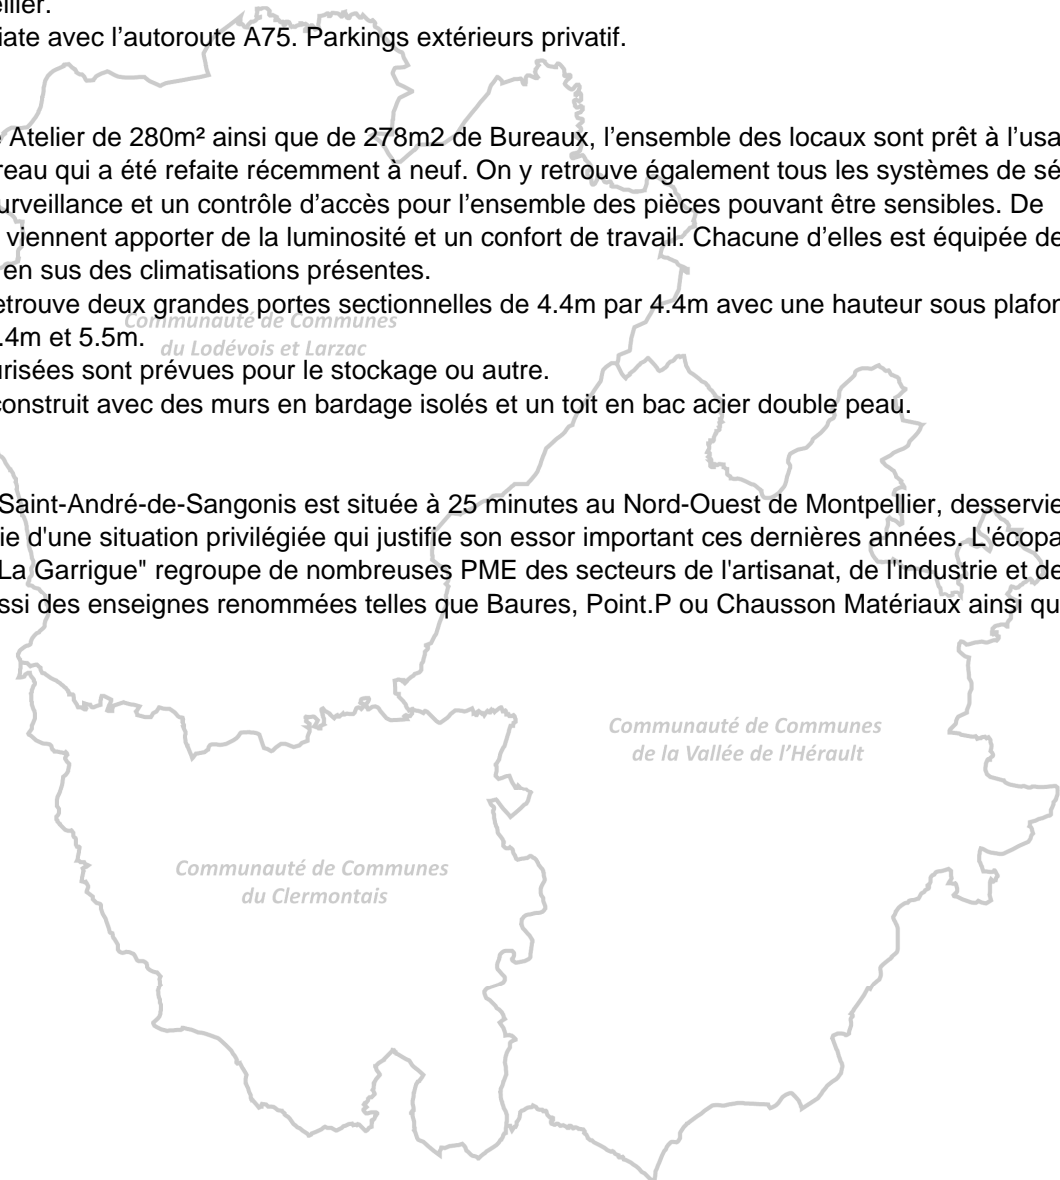 ellier.
iate avec l’autoroute A75. Parkings extérieurs privatif.
Atelier de 280m² ainsi que de 278m2 de Bureaux, l’ensemble des locaux sont prêt à l’usa
reau qui a été refaite récemment à neuf. On y retrouve également tous les systèmes de sé
urveillance et un contrôle d’accès pour l’ensemble des pièces pouvant être sensibles. De
viennent apporter de la luminosité et un confort de travail. Chacune d’elles est équipée de
en sus des climatisations présentes.
etrouve deux grandes portes sectionnelles de 4.4m par 4.4m avec une hauteur sous plafon
.4m et 5.5m.
urisées sont prévues pour le stockage ou autre.
construit avec des murs en bardage isolés et un toit en bac acier double peau.
Saint-André-de-Sangonis est située à 25 minutes au Nord-Ouest de Montpellier, desservie
ie d'une situation privilégiée qui justifie son essor important ces dernières années. L'écopa
La Garrigue" regroupe de nombreuses PME des secteurs de l'artisanat, de l'industrie et de
ssi des enseignes renommées telles que Baures, Point.P ou Chausson Matériaux ainsi qu
Communauté de Communes
du Lodévois et Larzac
Communauté de Communes
de la Vallée de l’Hérault
Communauté de Communes
du Clermontais